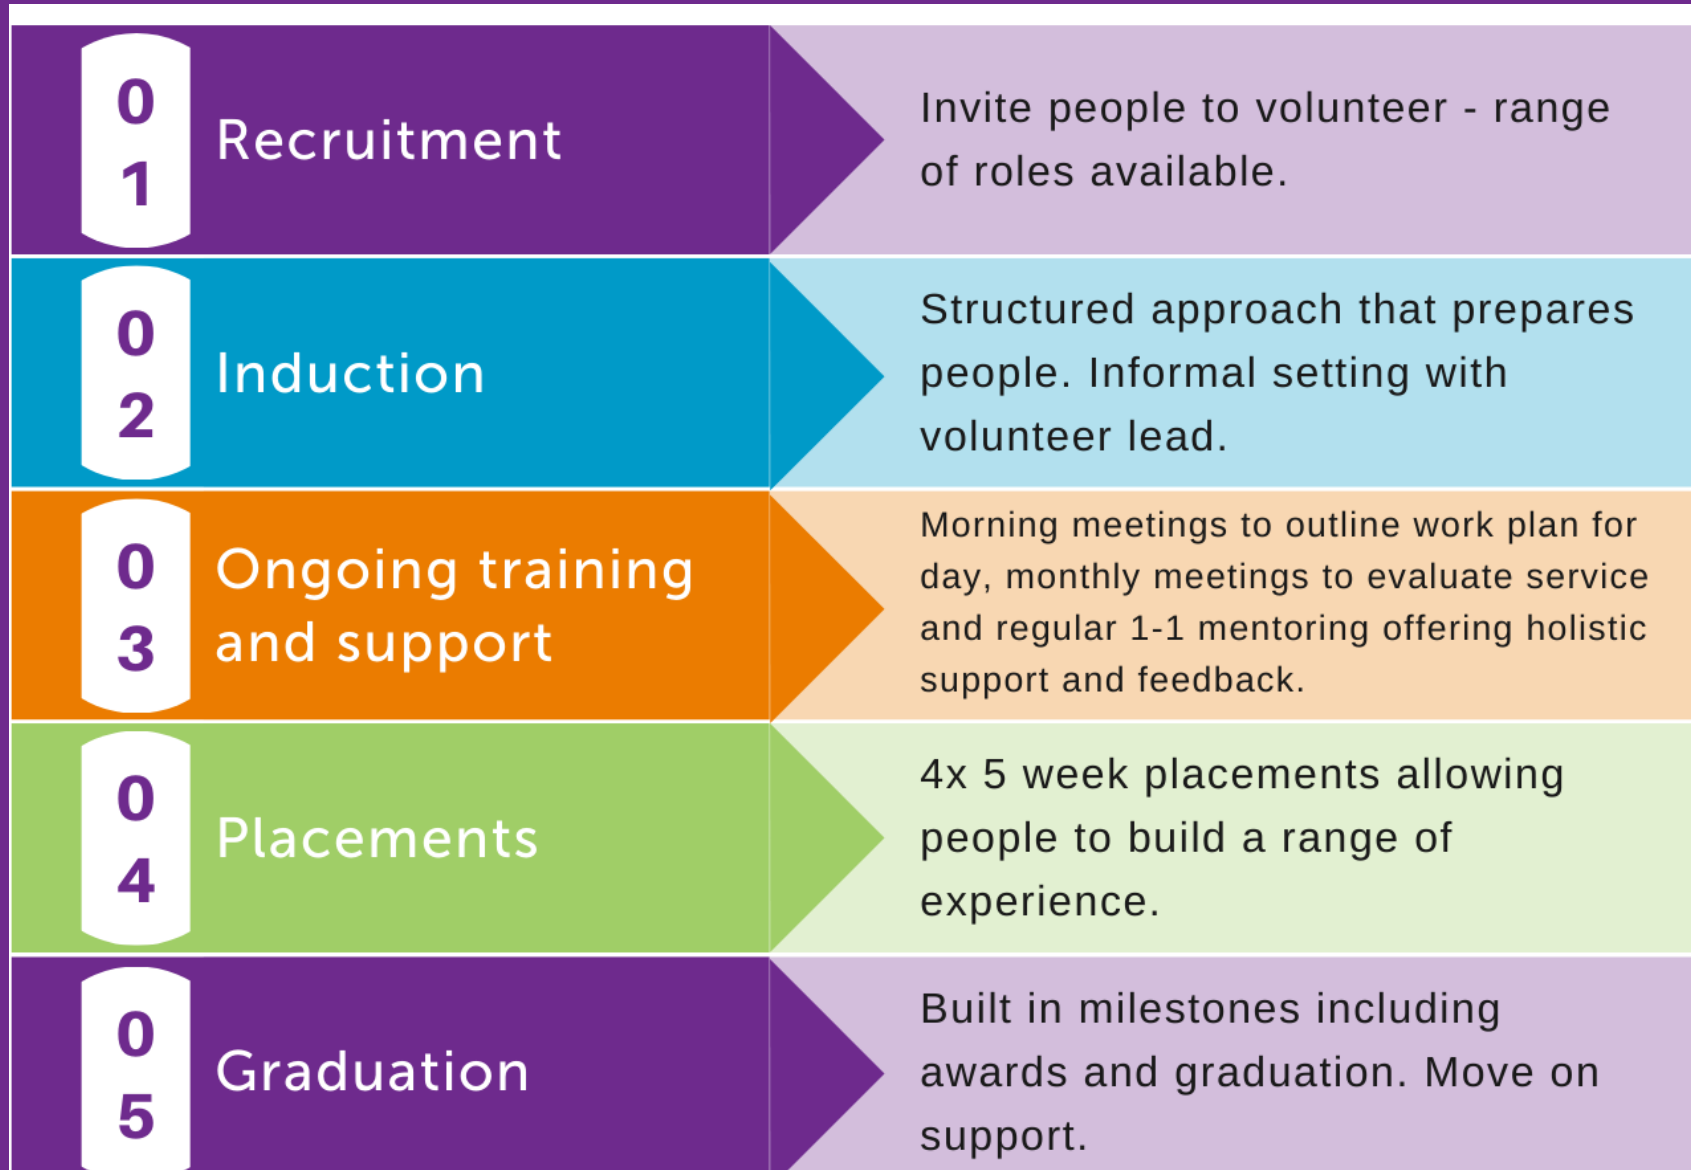 0
1
Recruitment
Invite people to volunteer - range
of roles available.
0
2
Induction
Structured approach that prepares
people. Informal setting with
volunteer lead.
0
3
Ongoing training
and support
Morning meetings to outline work plan for
day, monthly meetings to evaluate service
and regular 1-1 mentoring offering holistic
support and feedback.
0
4
Placements
4x 5 week placements allowing
people to build a range of
experience.
0
5
Graduation
Built in milestones including
awards and graduation. Move on
support.